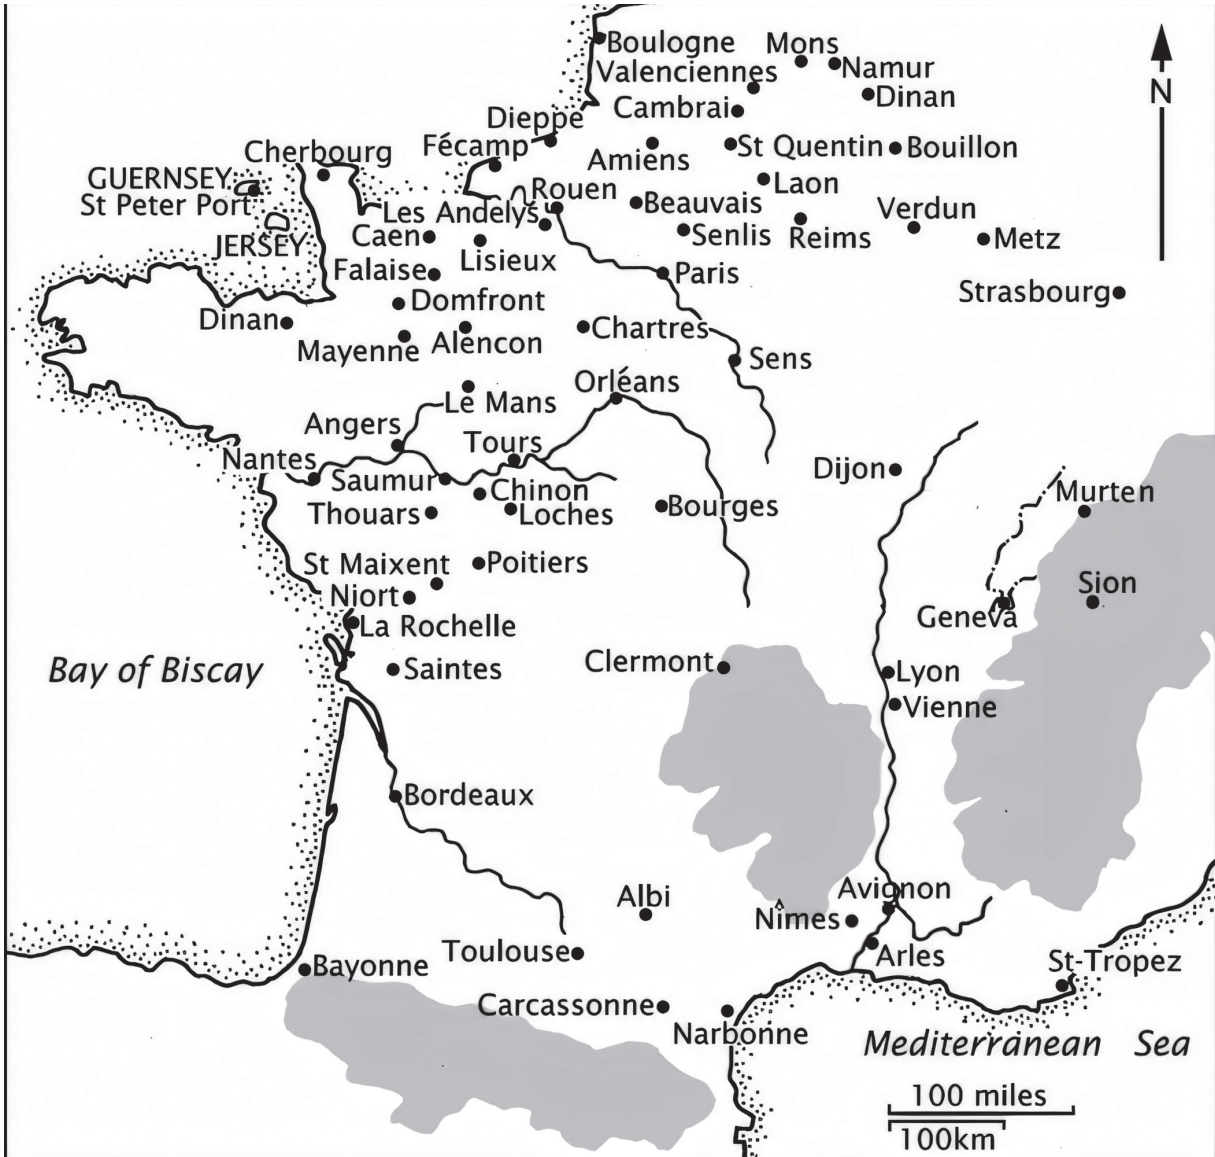 Boulogne
Mons
Valenciennes
Namur
Dinan
Cambrai
Dieppe
Fécamp
Cherbourg
Amiens
St Quentin
Bouillon
GUERNSEY
St Peter Port
Rouen
Laon
Les Andelys
Beauvais
Verdun
JERSEY
Caen
Lisieux
Senlis
Reims
Metz
N
Falaise
Paris
Strasbourg
Domfront
Dinan
Mayenne
Alencon
Chartres
Sens
Orléans
Le Mans
Angers
Tours
Nantes
Saumur
Dijon
Chinon
Murten
Thouars
Loches
Bourges
St Maixent
Poitiers
Niort
Sion
Geneva
La Rochelle
Bay of Biscay
Saintes
Clermont
Lyon
Vienne
Bordeaux
Albi
Avignon
Nîmes
Toulouse
Arles
St-Tropez
Bayonne
Carcassonne
Narbonne
Mediterranean Sea
100 miles
100km